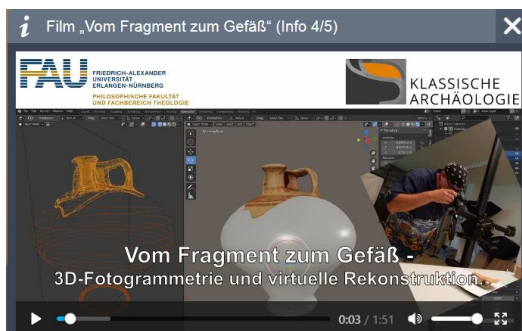 i Film „Vom Fragment zum Gefäß“ (Info 4/5)
FAU
FRIEDRICH-ALEXANDER
UNIVERSITÄT
ERLANGEN-NÜRNBERG
PHILOSOPHISCHE FAKULTÄT
UND FACHBEREICH THEOLOGIE
KLASSISCHE
ARCHÄOLOGIE
Vom Fragment zum Gefäß -
3D-Fotogrammetrie und virtuelle Rekonstruktion
0:03 / 1:51